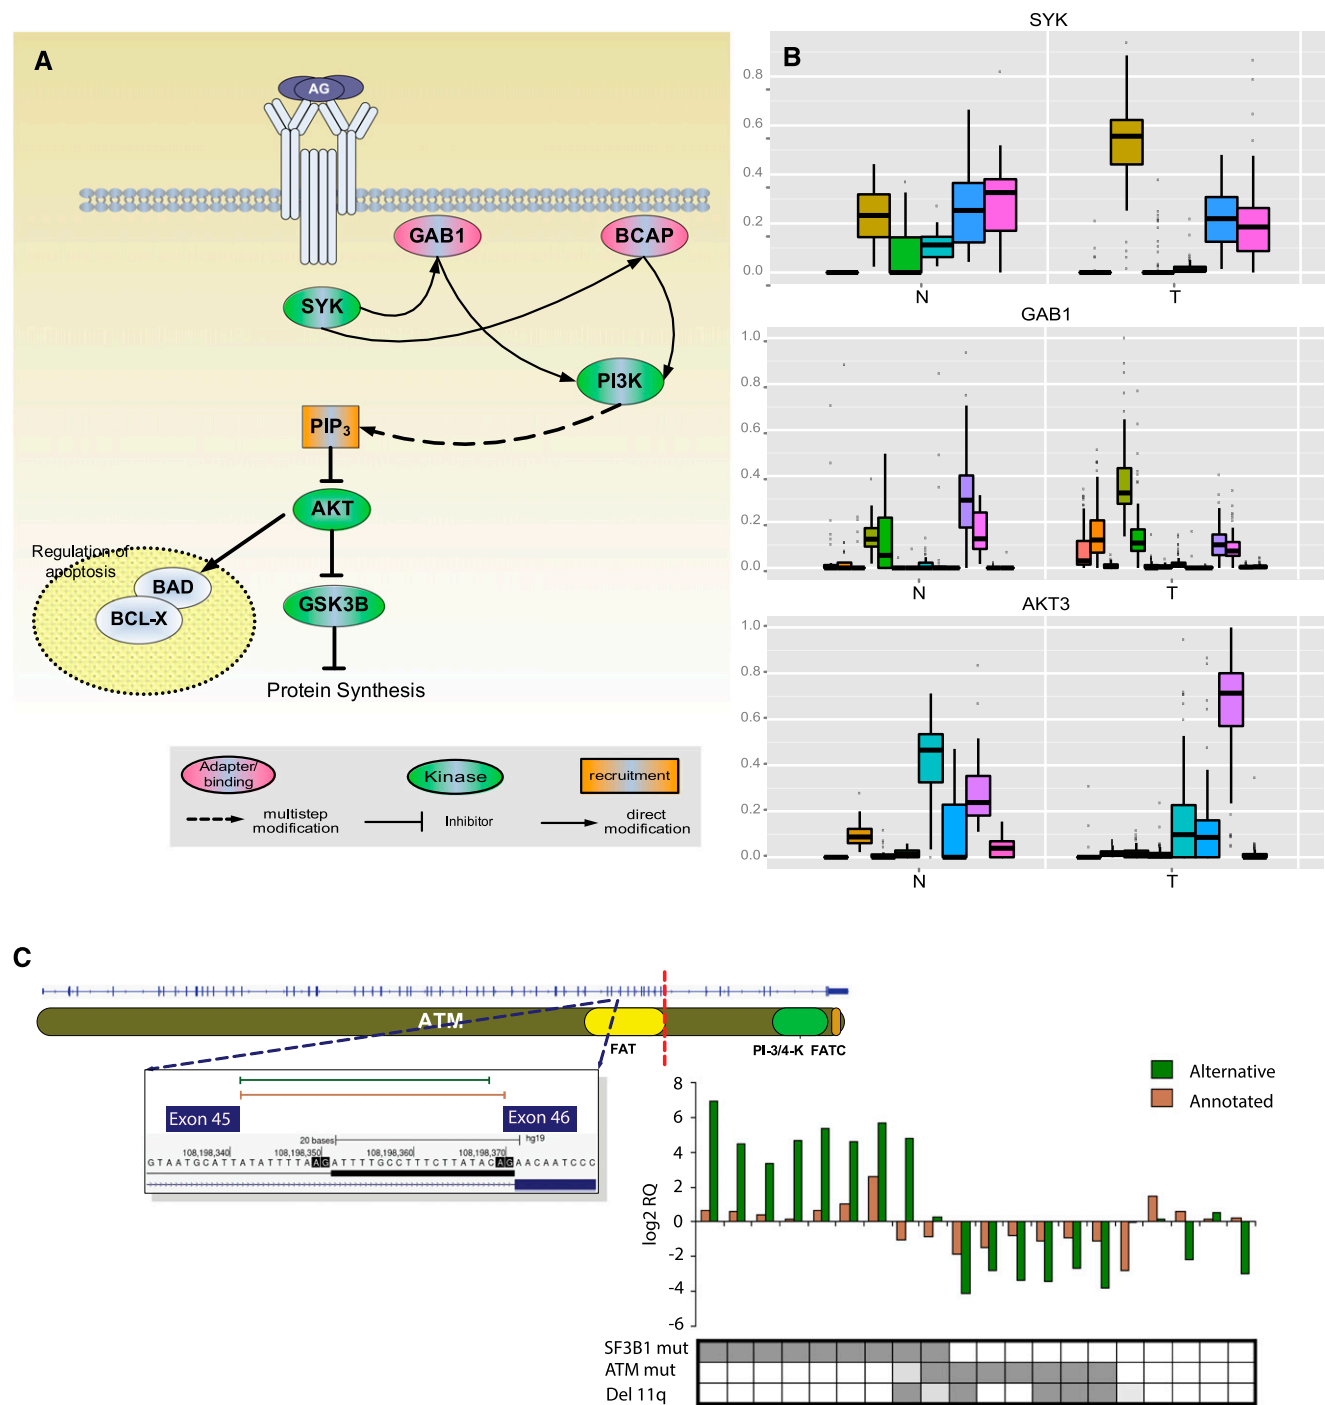 A
AG
GAB1
BCAP
SYK
PI3K
PIP3
AKT
Regulation of
apoptosis
BAD
BCL-X
GSK3B
Protein Synthesis
Adapter/
binding
Kinase
recruitment
multistep
modification
Inhibitor
direct
modification
B
SYK
0.8
0.6
0.4
0.2
0.0
N
T
GAB1
1.0
0.8
0.6
0.4
0.2
0.0
N
T
AKT3
1.0
0.8
0.6
0.4
0.2
0.0
N
T
C
ATM
FAT
PI-3/4-K FATC
Exon 45
Exon 46
20 bases
hg19
108,198,340
108,198,350
108,198,360
108,198,370
GTAATGCATTATATTTTAAGATTTTGCCTTCTTATACAGAACAATCCC
Alternative
Annotated
8
6
4
2
0
-2
-4
-6
log2 RQ
SF3B1 mut
ATM mut
Del 11q